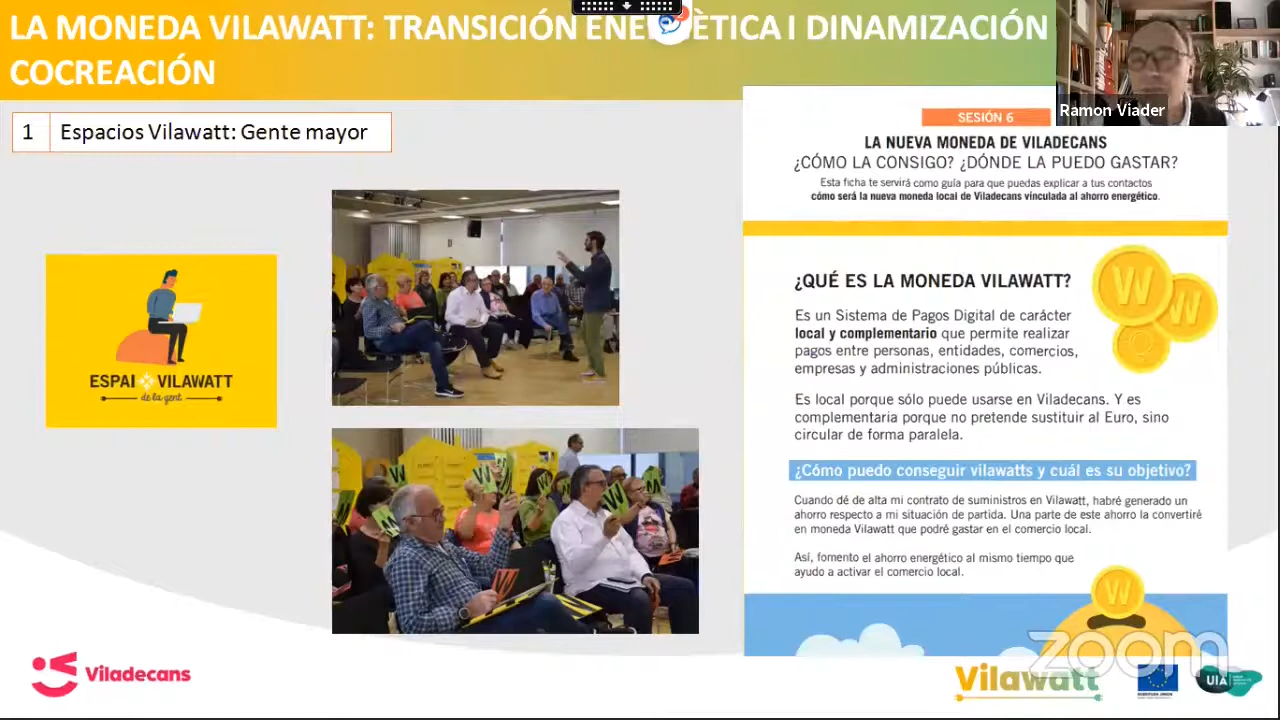 LA MONEDA VILAWATT: TRANSICIÓN ENE ÈTICA I DINAMIZACIÓN
COCREACIÓN
Ramon Viader
1 Espacios Vilawatt: Gente mayor
ESPAI VILAWATT
de la gent
SESIÓN 6
LA NUEVA MONEDA DE VILADECANS
¿CÓMO LA CONSIGO? ¿DÓNDE LA PUEDO GASTAR?
Esta ficha te servirá como guía para que puedas explicar a tus contactos
cómo será la nueva moneda local de Viladecans vinculada al ahorro energético.
¿QUÉ ES LA MONEDA VILAWATT?
Es un Sistema de Pagos Digital de carácter
local y complementario que permite realizar
pagos entre personas, entidades, comercios,
empresas y administraciones públicas.
Es local porque sólo puede usarse en Viladecans. Y es
complementaria porque no pretende sustituir al Euro, sino
circular de forma paralela.
¿Cómo puedo conseguir vilawatts y cuál es su objetivo?
Cuando dé de alta mi contrato de suministros en Vilawatt, habré generado un
ahorro respecto a mi situación de partida. Una parte de este ahorro la convertiré
en moneda Vilawatt que podré gastar en el comercio local.
Así, fomento el ahorro energético al mismo tiempo que
ayudo a activar el comercio local.
W
W
W
W
W
W
W
Viladecans
Vilawatt
zoom
UIA